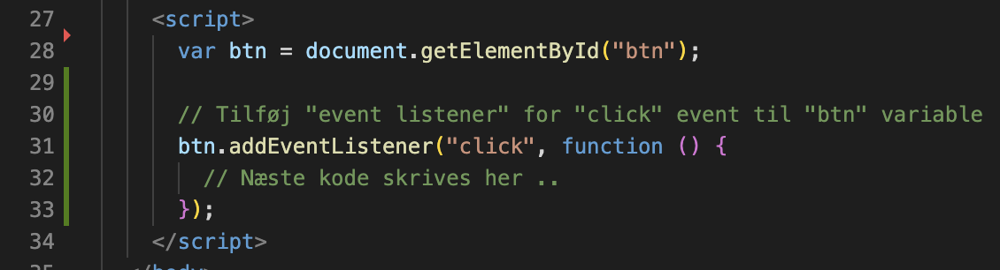 27 <script>
28 var btn = document.getElementById("btn");
29
30 // Tilføj "event listener" for "click" event til "btn" variable
31 btn.addEventListener("click", function () {
32 // Næste kode skrives her ..
33 });
34 </script>